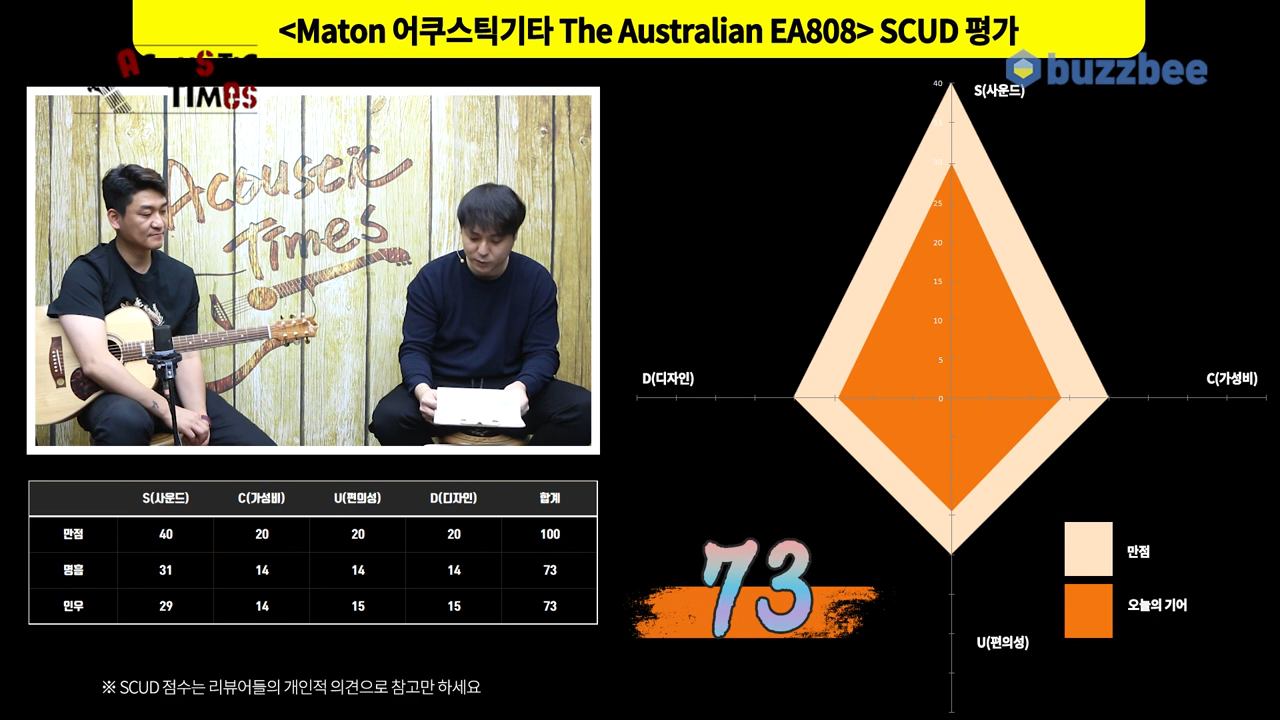 <Maton 어쿠스틱기타 The Australian EA808> SCUD 평가
AcouSTic
TIMes
buzzbee
Acoustic
Times
40
S(사운드)
30
25
20
15
10
5
0
D(디자인)
C(가성비)
U(편의성)
만점
오늘의 기어
S(사운드) C(가성비) U(편의성) D(디자인) 합계
만점 40 20 20 20 100
명흠 31 14 14 14 73
민우 29 14 15 15 73
73
※ SCUD 점수는 리뷰어들의 개인적 의견으로 참고만 하세요